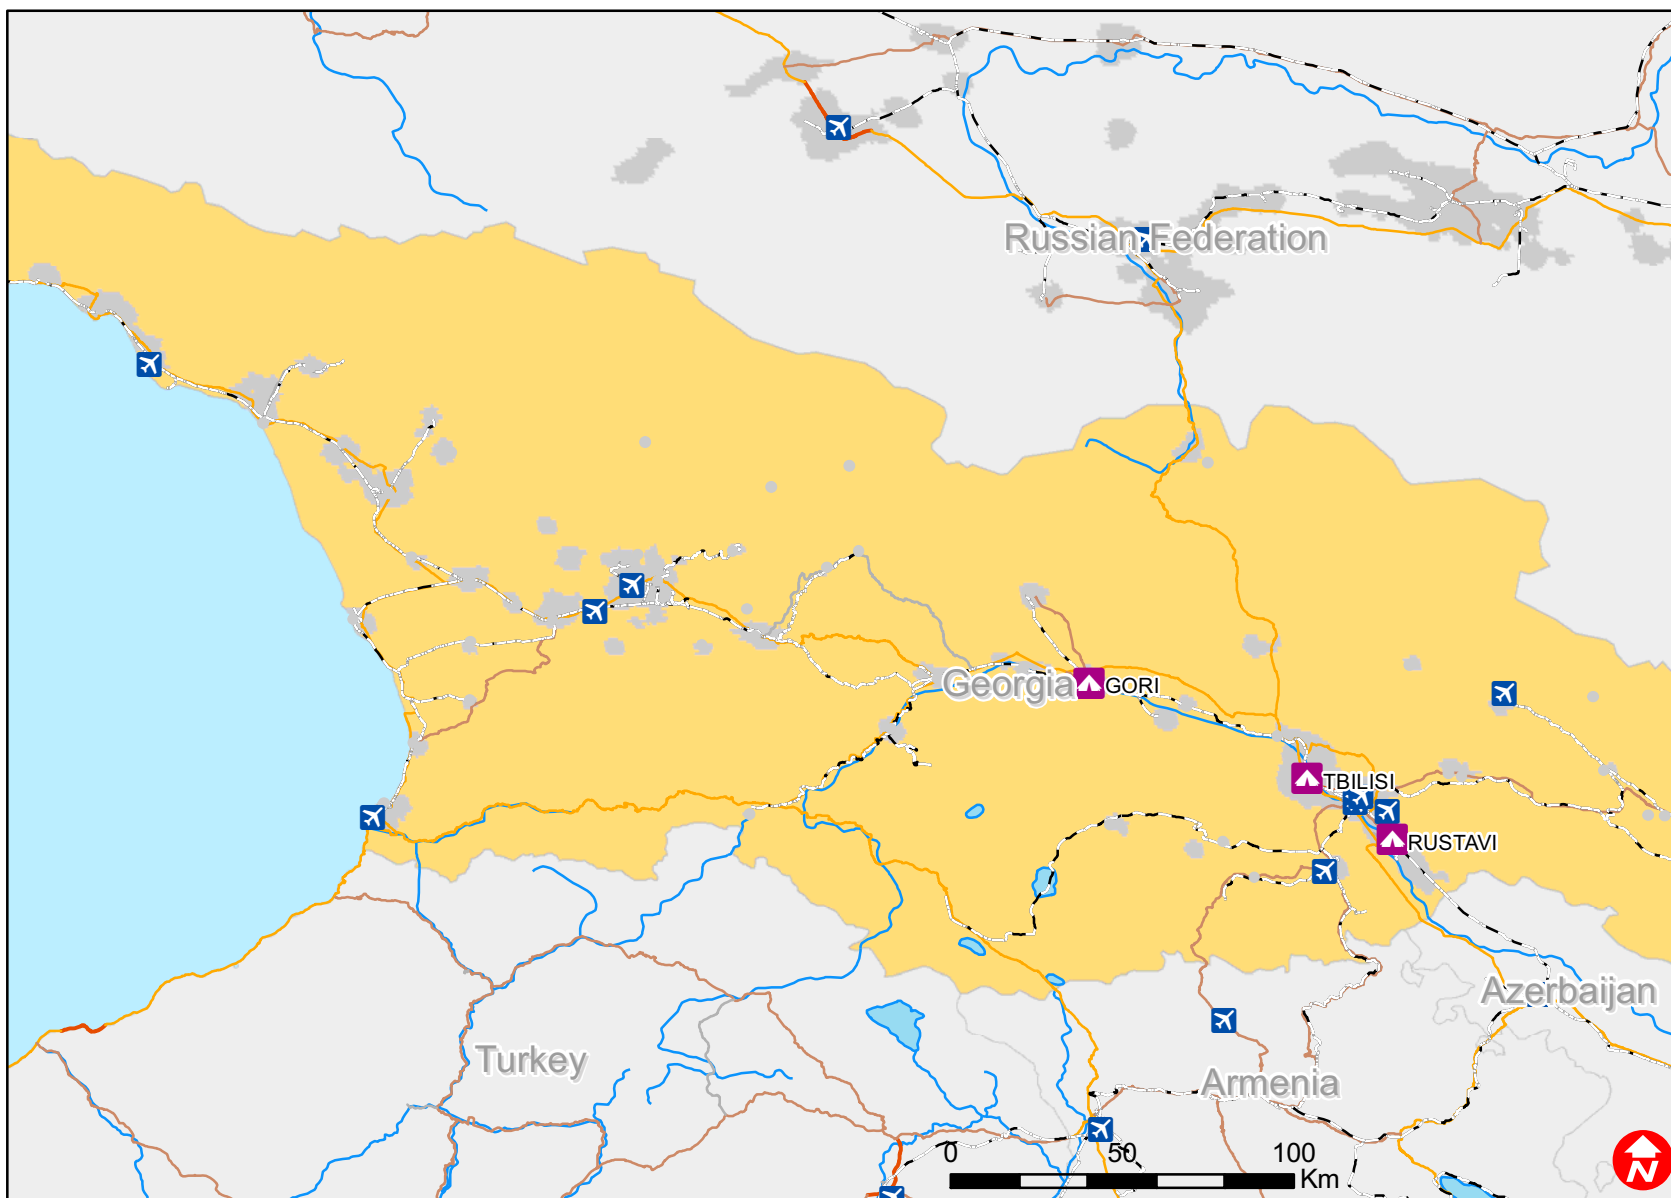 Russian Federation
Georgia
GORI
TBILISI
RUSTAVI
Azerbaijan
Turkey
Armenia
0 50 100
Km
N